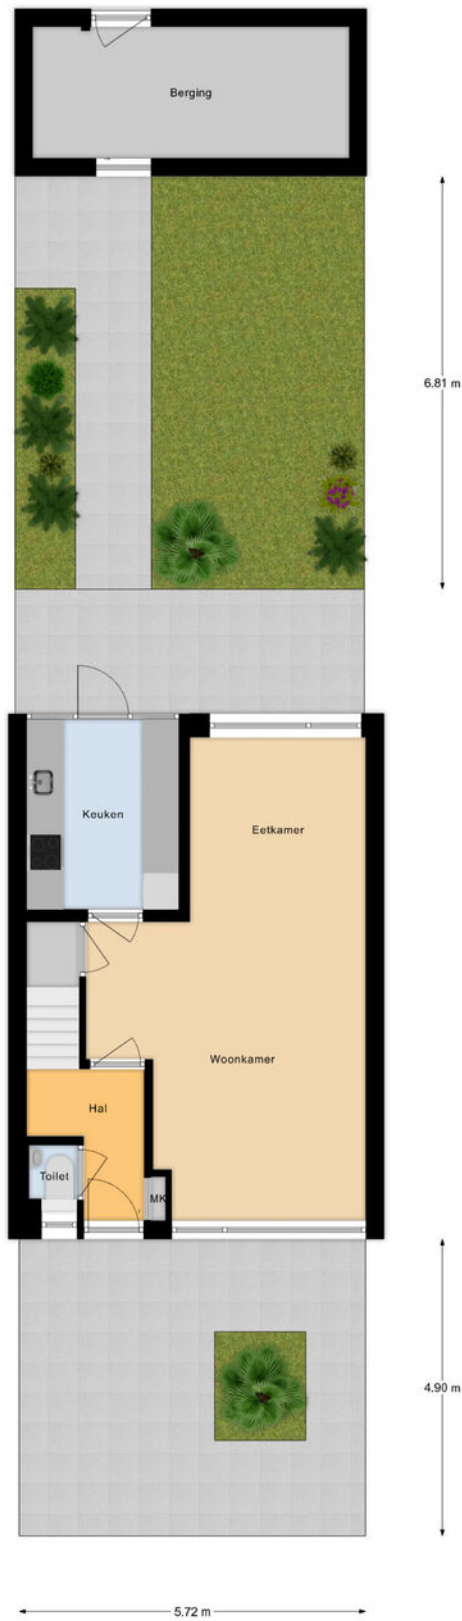 Berging
6.81 m
Keuken
Eetkamer
Woonkamer
Hal
Toilet
MK
4.90 m
5.72 m